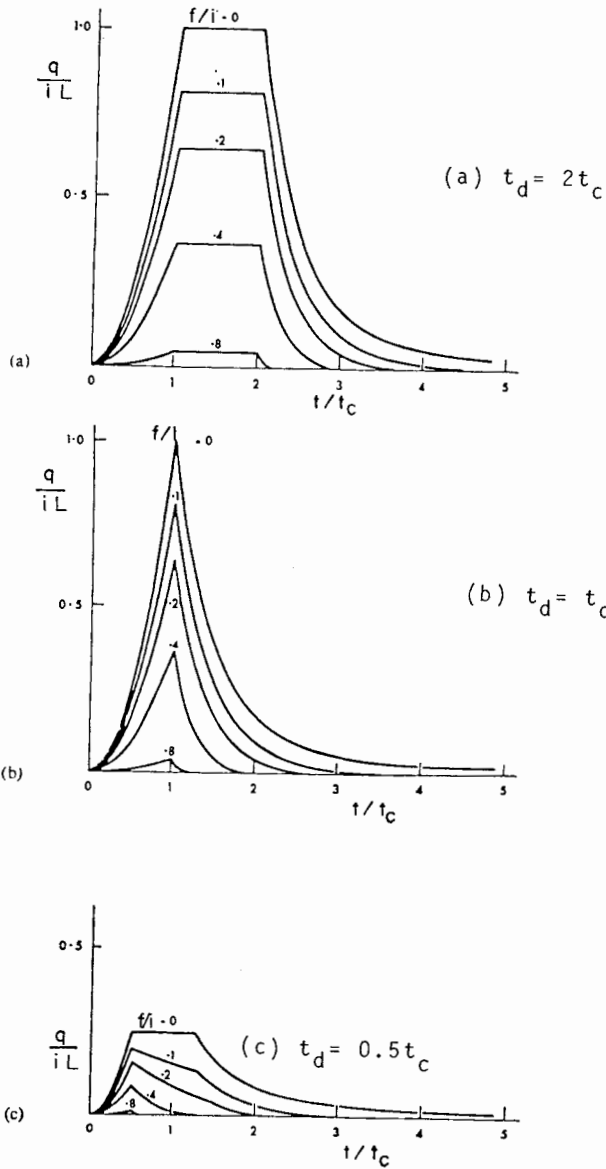 1.0
f/i = 0
q
i L
.1
.2
0.5
(a) t_d = 2t_c
.4
.8
(a)
0 1 2 3 4 5
t/t_c
1.0
f/
= 0
q
i L
.1
0.5
(b) t_d = t_c
.2
.4
.8
(b)
0 1 2 3 4 5
t/t_c
0.5
f/i = 0
q
i L
(c) t_d = 0.5t_c
.1
.2
.4
.8
(c)
0 1 2 3 4 5
t/t_c